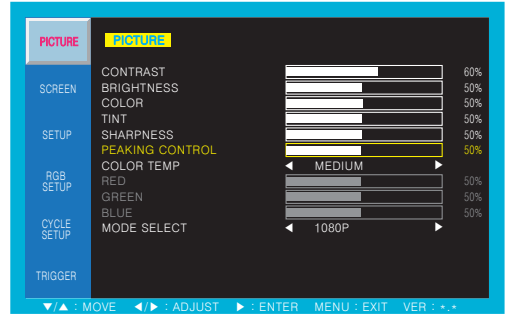 PICTURE
PICTURE
CONTRAST 60%
SCREEN
BRIGHTNESS 50%
COLOR 50%
TINT 50%
SETUP
SHARPNESS 50%
PEAKING CONTROL 50%
COLOR TEMP ◀ MEDIUM ▶
RGB
SETUP
RED 50%
GREEN 50%
BLUE 50%
CYCLE
SETUP
MODE SELECT ◀ 1080P ▶
TRIGGER
▼/▲ : MOVE ◀/▶ : ADJUST ▶ : ENTER MENU : EXIT VER : *.*